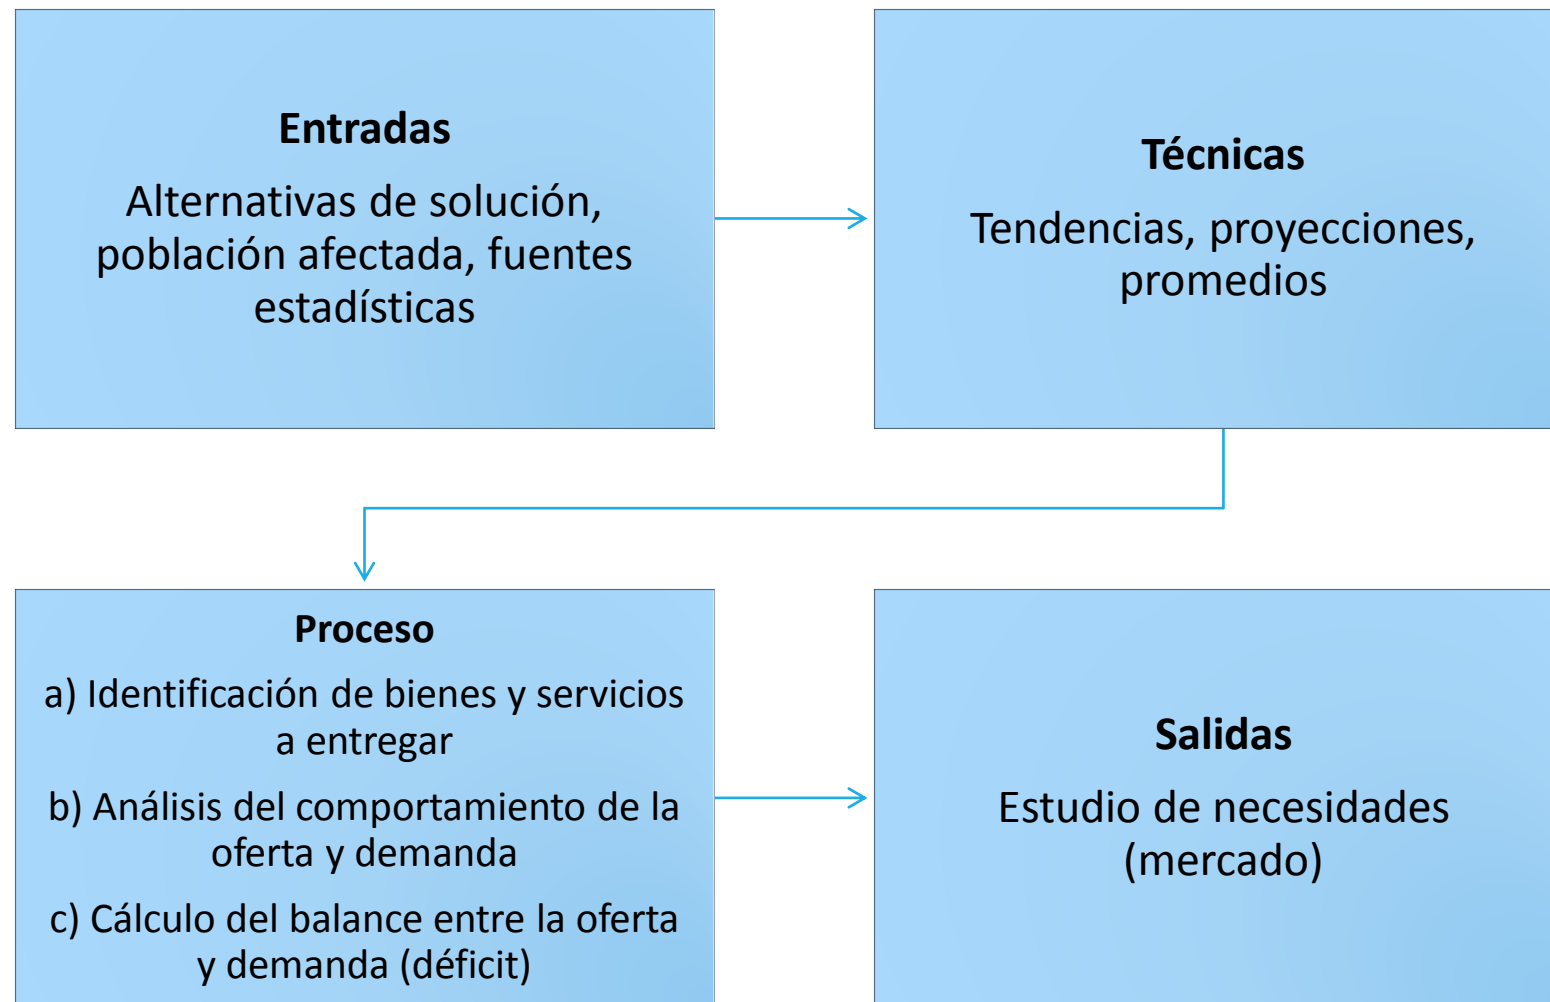 Entradas
Alternativas de solución,
población afectada, fuentes
estadísticas
Técnicas
Tendencias, proyecciones,
promedios
Proceso
a) Identificación de bienes y servicios
a entregar
b) Análisis del comportamiento de la
oferta y demanda
c) Cálculo del balance entre la oferta
y demanda (déficit)
Salidas
Estudio de necesidades
(mercado)